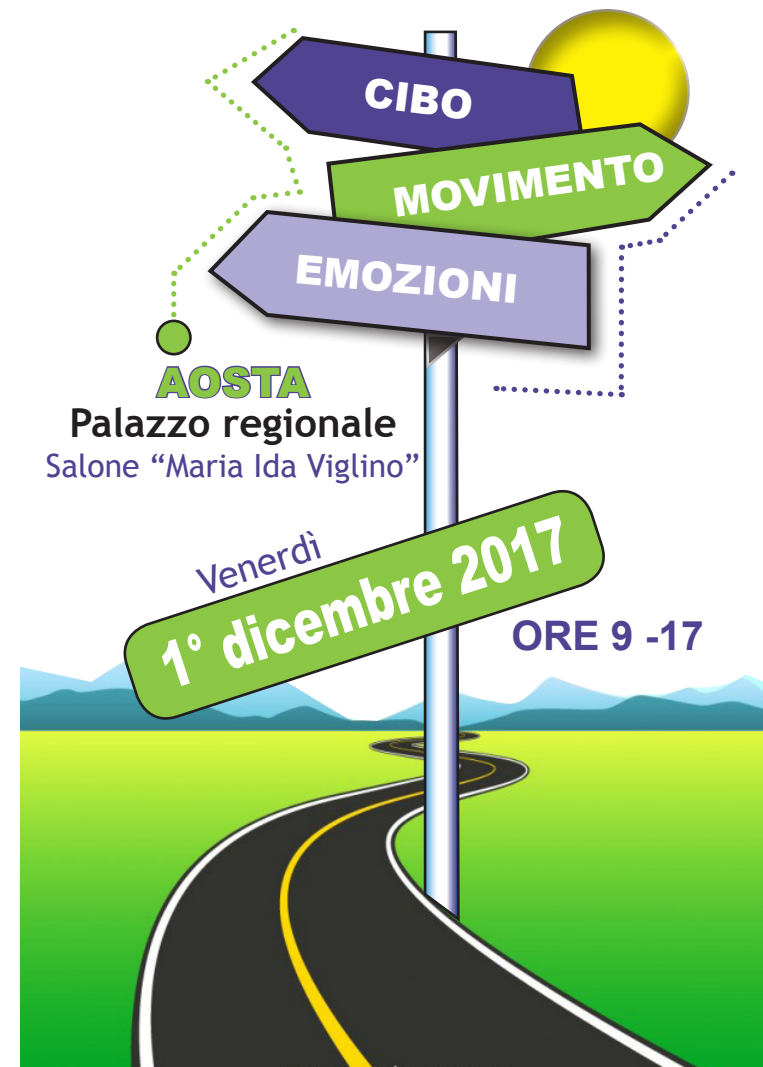 CIBO
MOVIMENTO
EMOZIONI
AOSTA
Palazzo regionale
Salone “Maria Ida Viglino”
Venerdì
1° dicembre 2017
ORE 9 -17